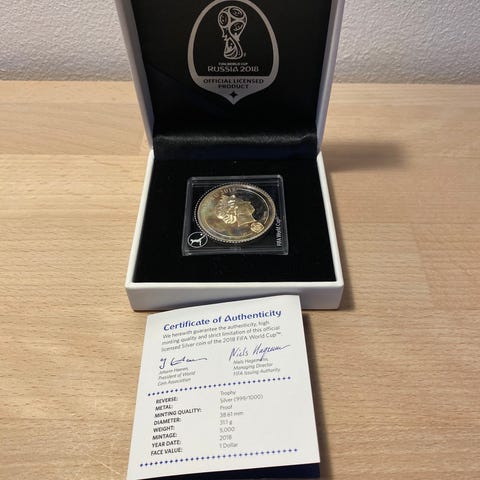 FIFA WORLD CUP
RUSSIA 2018
OFFICIAL LICENSED
PRODUCT
FIFA World Cup
Certificate of Authenticity
We herewith guarantee the authenticity, high
minting quality and strict limitation of this official
licensed Silver coin of the 2018 FIFA World Cup™.
Niels
President of World
Coin Association
Managing Director
FIFA Issuing Authority
REVERSE: Trophy
METAL: Silver (999/1000)
MINTING QUALITY: Proof
DIAMETER: 38.61 mm
WEIGHT: 31.1 g
MINTAGE: 5,000
YEAR DATE: 2018
FACE VALUE: 1 Dollar